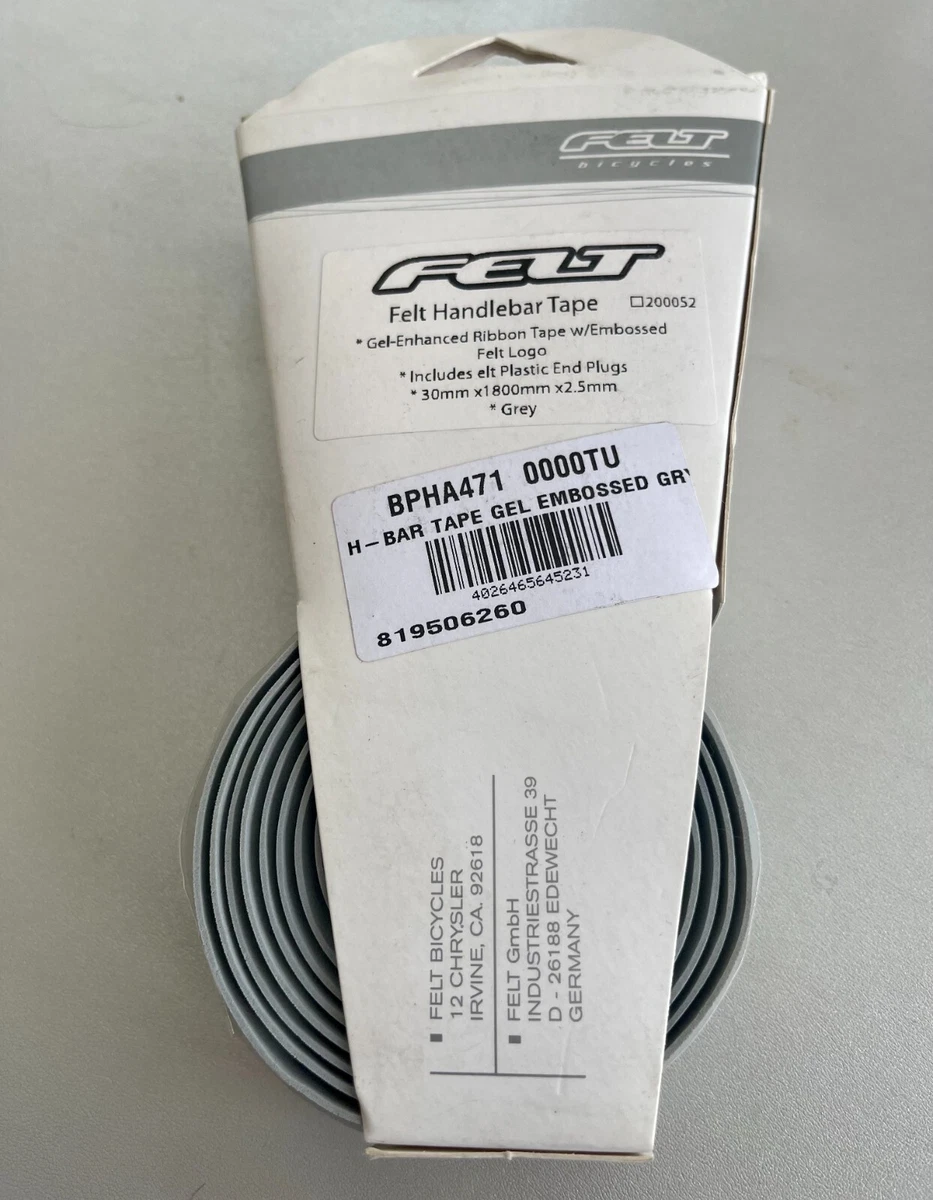 FELT
bicycles
FELT
Felt Handlebar Tape
□200052
* Gel-Enhanced Ribbon Tape w/Embossed
Felt Logo
* Includes elt Plastic End Plugs
* 30mm x1800mm x2.5mm
* Grey
BPHA471 0000TU
H-BAR TAPE GEL EMBOSSED GRY
4026465645231
819506260
FELT BICYCLES
12 CHRYSLER
IRVINE, CA. 92618
FELT GmbH
INDUSTRIESTRASSE 39
D - 26188 EDEWECHT
GERMANY